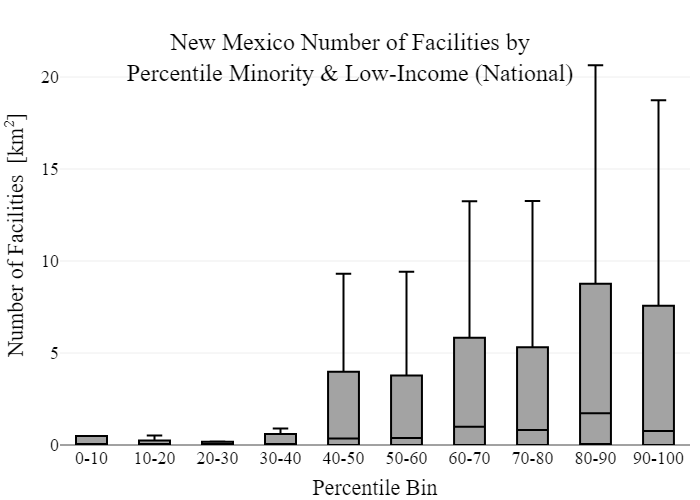 New Mexico Number of Facilities by
Percentile Minority & Low-Income (National)
Number of Facilities [km²]
20
15
10
5
0
0-10 10-20 20-30 30-40 40-50 50-60 60-70 70-80 80-90 90-100
Percentile Bin